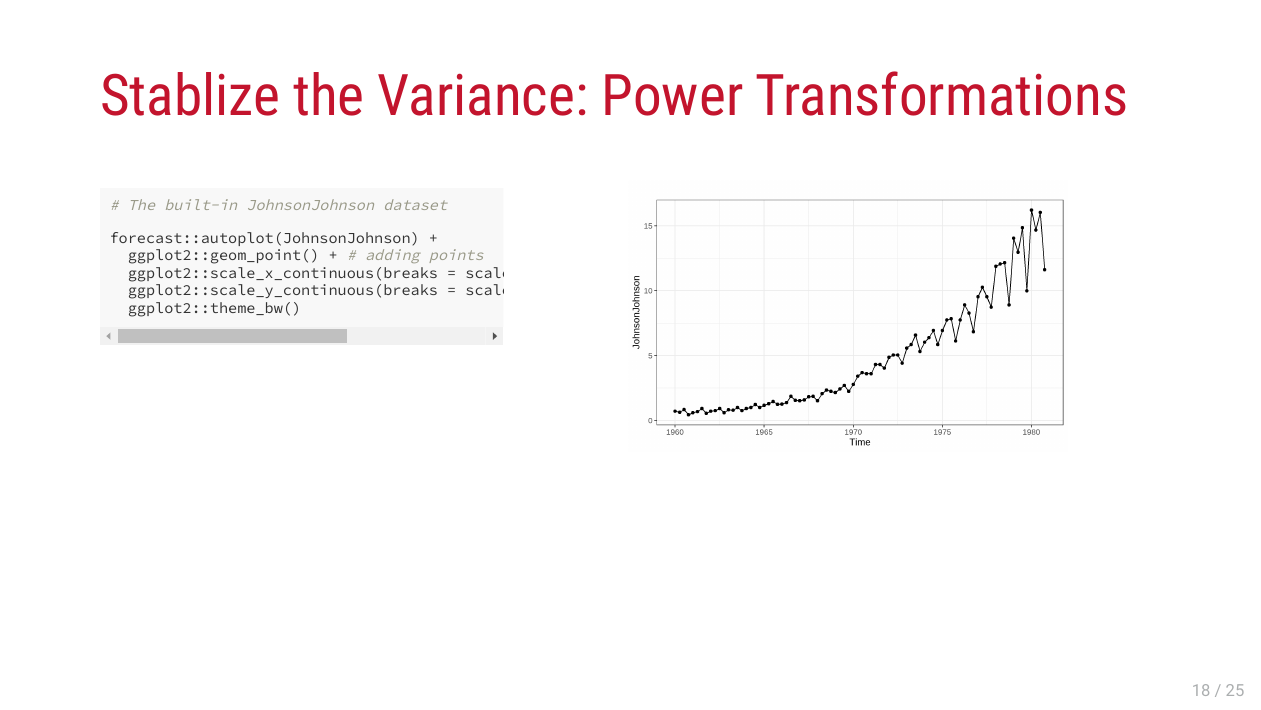 Stablize the Variance: Power Transformations
# The built-in JohnsonJohnson dataset
forecast::autoplot(JohnsonJohnson) +
ggplot2::geom_point() + # adding points
ggplot2::scale_x_continuous(breaks = scal
ggplot2::scale_y_continuous(breaks = scal
ggplot2::theme_bw()
JohnsonJohnson
15
10
5
0
1960 1965 1970 1975 1980
Time
18 / 25